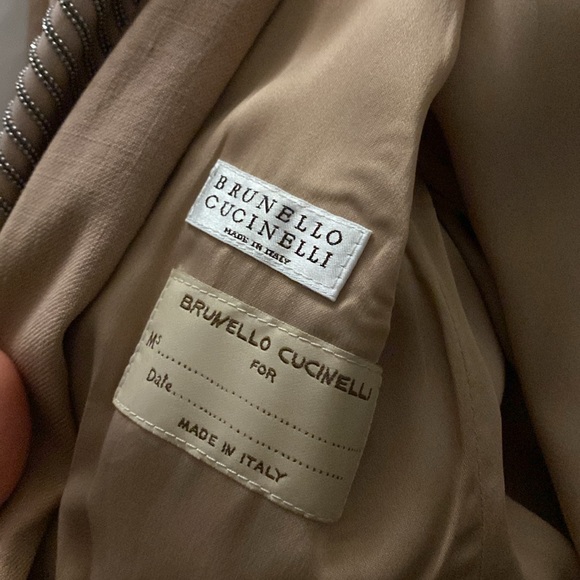 BRUNELLO
CUCINELLI
MADE IN ITALY
BRUNELLO CUCINELLI
FOR
Ms
Date
MADE IN ITALY